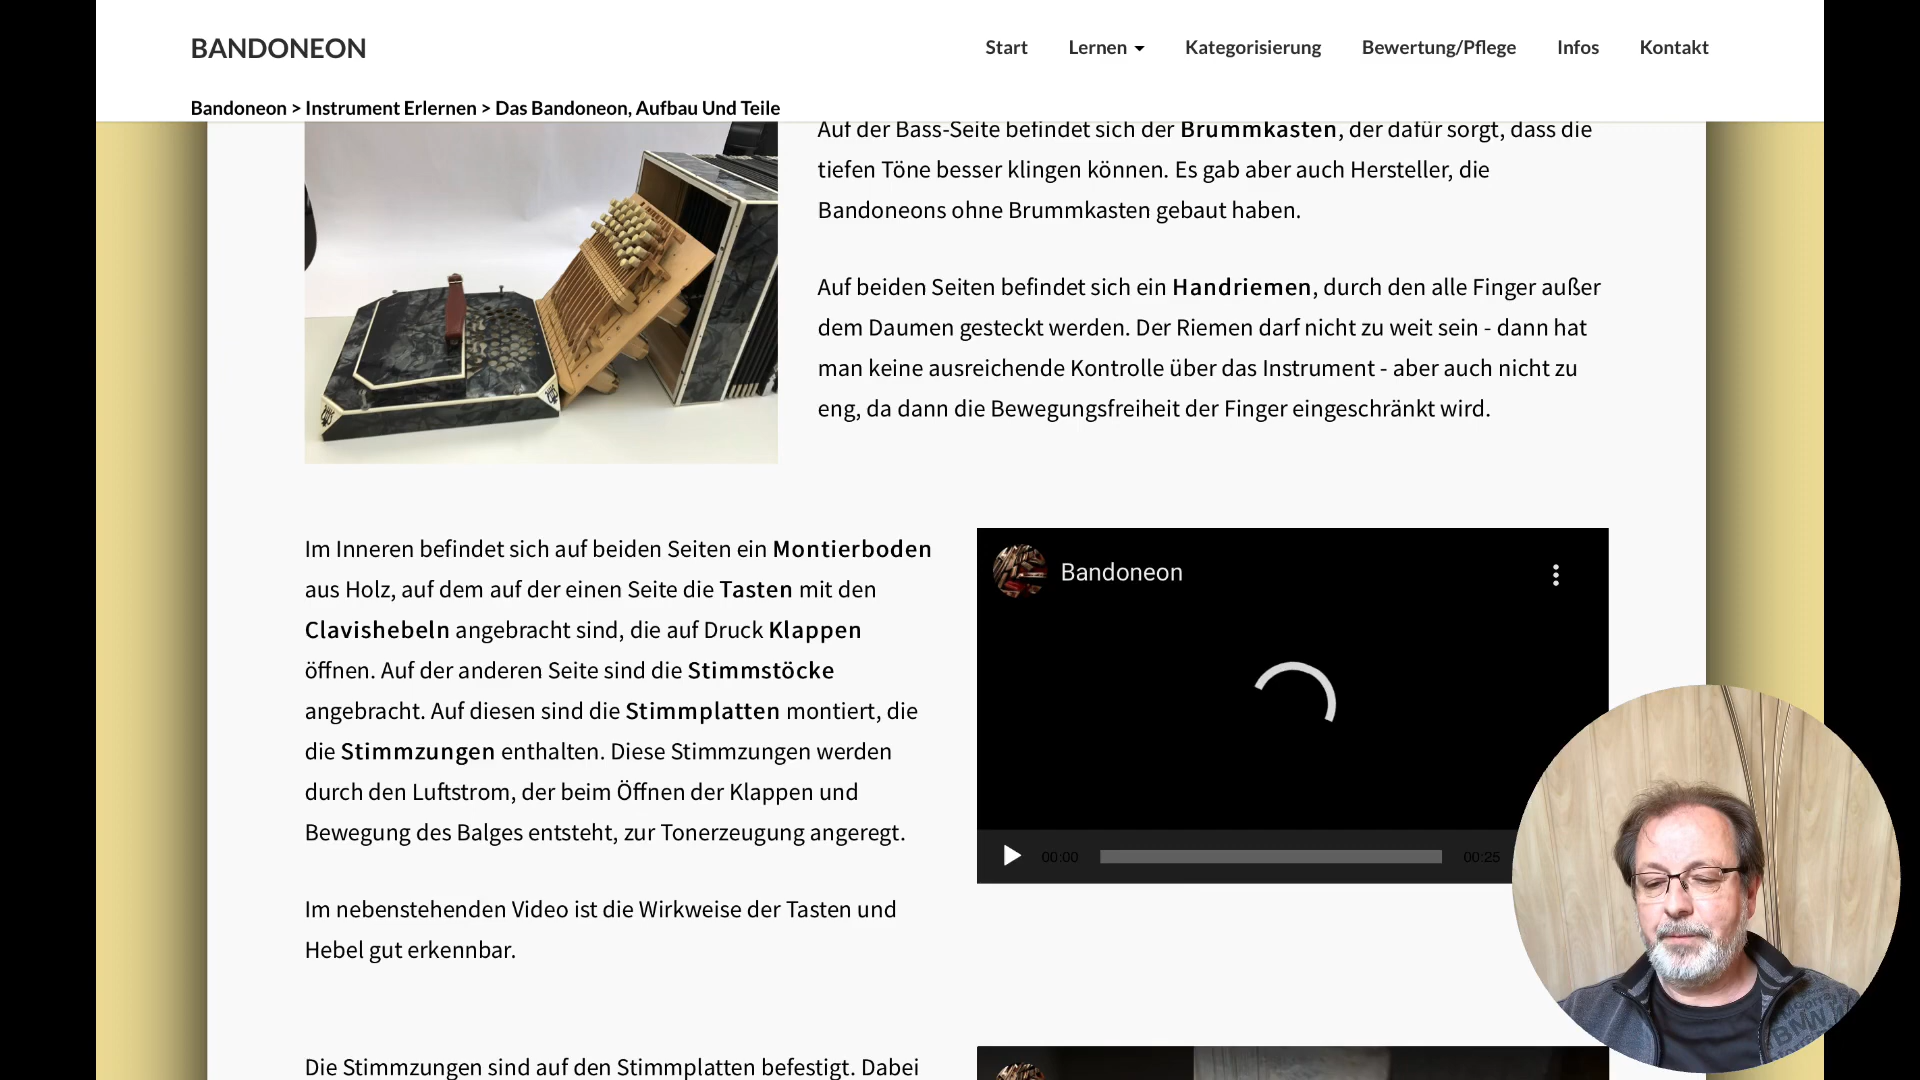 BANDONEON
Start Lernen Kategorisierung Bewertung/Pflege Infos Kontakt
Bandoneon > Instrument Erlernen > Das Bandoneon, Aufbau Und Teile
Auf der Bass-Seite befindet sich der Brummkasten, der dafür sorgt, dass die
tiefen Töne besser klingen können. Es gab aber auch Hersteller, die
Bandoneons ohne Brummkasten gebaut haben.
Auf beiden Seiten befindet sich ein Handriemen, durch den alle Finger außer
dem Daumen gesteckt werden. Der Riemen darf nicht zu weit sein - dann hat
man keine ausreichende Kontrolle über das Instrument - aber auch nicht zu
eng, da dann die Bewegungsfreiheit der Finger eingeschränkt wird.
Im Inneren befindet sich auf beiden Seiten ein Montierboden
aus Holz, auf dem auf der einen Seite die Tasten mit den
Clavishebeln angebracht sind, die auf Druck Klappen
öffnen. Auf der anderen Seite sind die Stimmstöcke
angebracht. Auf diesen sind die Stimmplatten montiert, die
die Stimmzungen enthalten. Diese Stimmzungen werden
durch den Luftstrom, der beim Öffnen der Klappen und
Bewegung des Balges entsteht, zur Tonerzeugung angeregt.
Im nebenstehenden Video ist die Wirkweise der Tasten und
Hebel gut erkennbar.
Bandoneon
00:00 00:25
Die Stimmzungen sind auf den Stimmplatten befestigt. Dabei
BMW